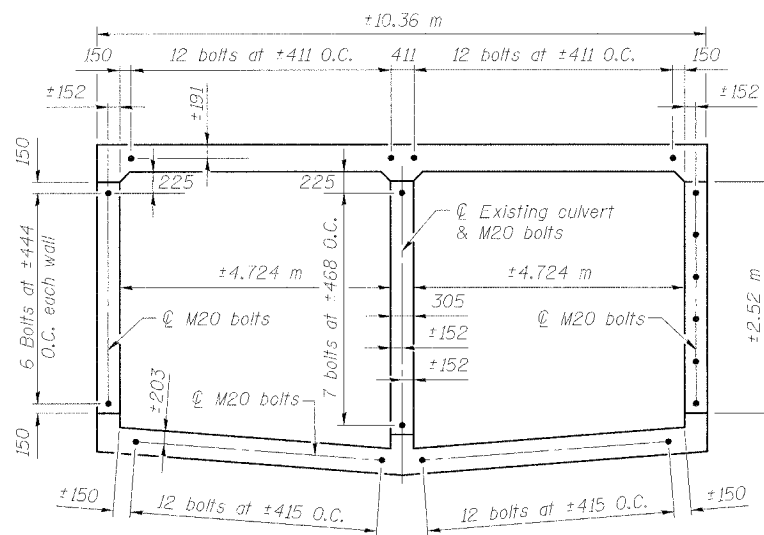 ±10.36 m
150
12 bolts at ±411 O.C.
411
12 bolts at ±411 O.C.
150
±152
±191
±152
150
225
225
℄ Existing culvert
& M20 bolts
6 Bolts at ±444
O.C. each wall
7 bolts at ±468 O.C.
±4.724 m
±4.724 m
±2.52 m
305
℄ M20 bolts
±152
℄ M20 bolts
±152
±203
℄ M20 bolts
150
±150
12 bolts at ±415 O.C.
12 bolts at ±415 O.C.
±150